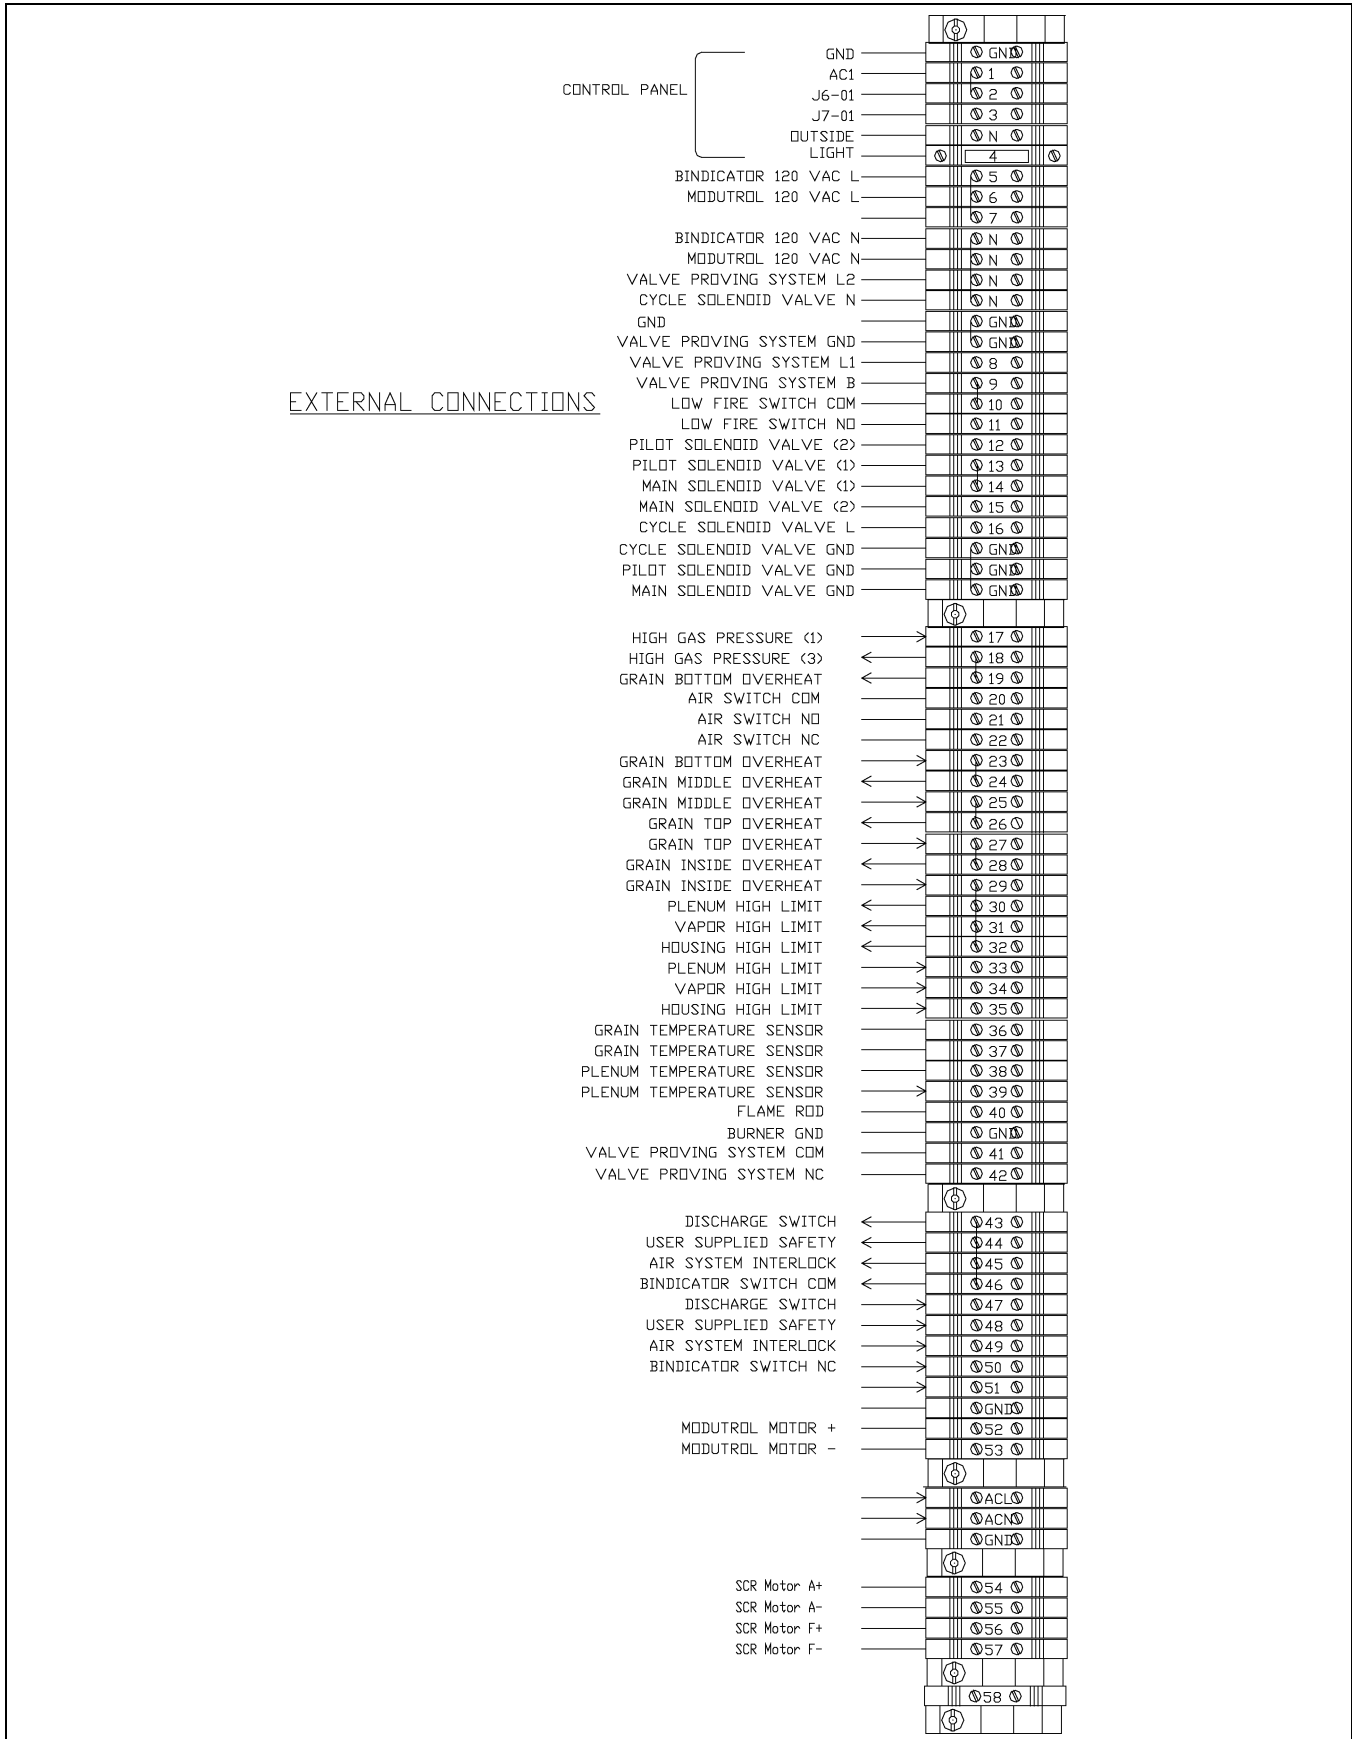 GND GND
CONTROL PANEL
AC1 1
J6-01 2
J7-01 3
OUTSIDE N
LIGHT 4
BINDICATOR 120 VAC L 5
MODUTROL 120 VAC L 6
7
BINDICATOR 120 VAC N N
MODUTROL 120 VAC N N
VALVE PROVING SYSTEM L2 N
CYCLE SOLENOID VALVE N N
GND GND
VALVE PROVING SYSTEM GND GND
VALVE PROVING SYSTEM L1 8
VALVE PROVING SYSTEM B 9
EXTERNAL CONNECTIONS
LOW FIRE SWITCH COM 10
LOW FIRE SWITCH NO 11
PILOT SOLENOID VALVE (2) 12
PILOT SOLENOID VALVE (1) 13
MAIN SOLENOID VALVE (1) 14
MAIN SOLENOID VALVE (2) 15
CYCLE SOLENOID VALVE L 16
CYCLE SOLENOID VALVE GND GND
PILOT SOLENOID VALVE GND GND
MAIN SOLENOID VALVE GND GND
HIGH GAS PRESSURE (1) 17
HIGH GAS PRESSURE (3) 18
GRAIN BOTTOM OVERHEAT 19
AIR SWITCH COM 20
AIR SWITCH NO 21
AIR SWITCH NC 22
GRAIN BOTTOM OVERHEAT 23
GRAIN MIDDLE OVERHEAT 24
GRAIN MIDDLE OVERHEAT 25
GRAIN TOP OVERHEAT 26
GRAIN TOP OVERHEAT 27
GRAIN INSIDE OVERHEAT 28
GRAIN INSIDE OVERHEAT 29
PLENUM HIGH LIMIT 30
VAPOR HIGH LIMIT 31
HOUSING HIGH LIMIT 32
PLENUM HIGH LIMIT 33
VAPOR HIGH LIMIT 34
HOUSING HIGH LIMIT 35
GRAIN TEMPERATURE SENSOR 36
GRAIN TEMPERATURE SENSOR 37
PLENUM TEMPERATURE SENSOR 38
PLENUM TEMPERATURE SENSOR 39
FLAME ROD 40
BURNER GND GND
VALVE PROVING SYSTEM COM 41
VALVE PROVING SYSTEM NC 42
DISCHARGE SWITCH 43
USER SUPPLIED SAFETY 44
AIR SYSTEM INTERLOCK 45
BINDICATOR SWITCH COM 46
DISCHARGE SWITCH 47
USER SUPPLIED SAFETY 48
AIR SYSTEM INTERLOCK 49
BINDICATOR SWITCH NC 50
51
GND
MODUTROL MOTOR + 52
MODUTROL MOTOR - 53
ACL
ACN
GND
SCR Motor A+ 54
SCR Motor A- 55
SCR Motor F+ 56
SCR Motor F- 57
58